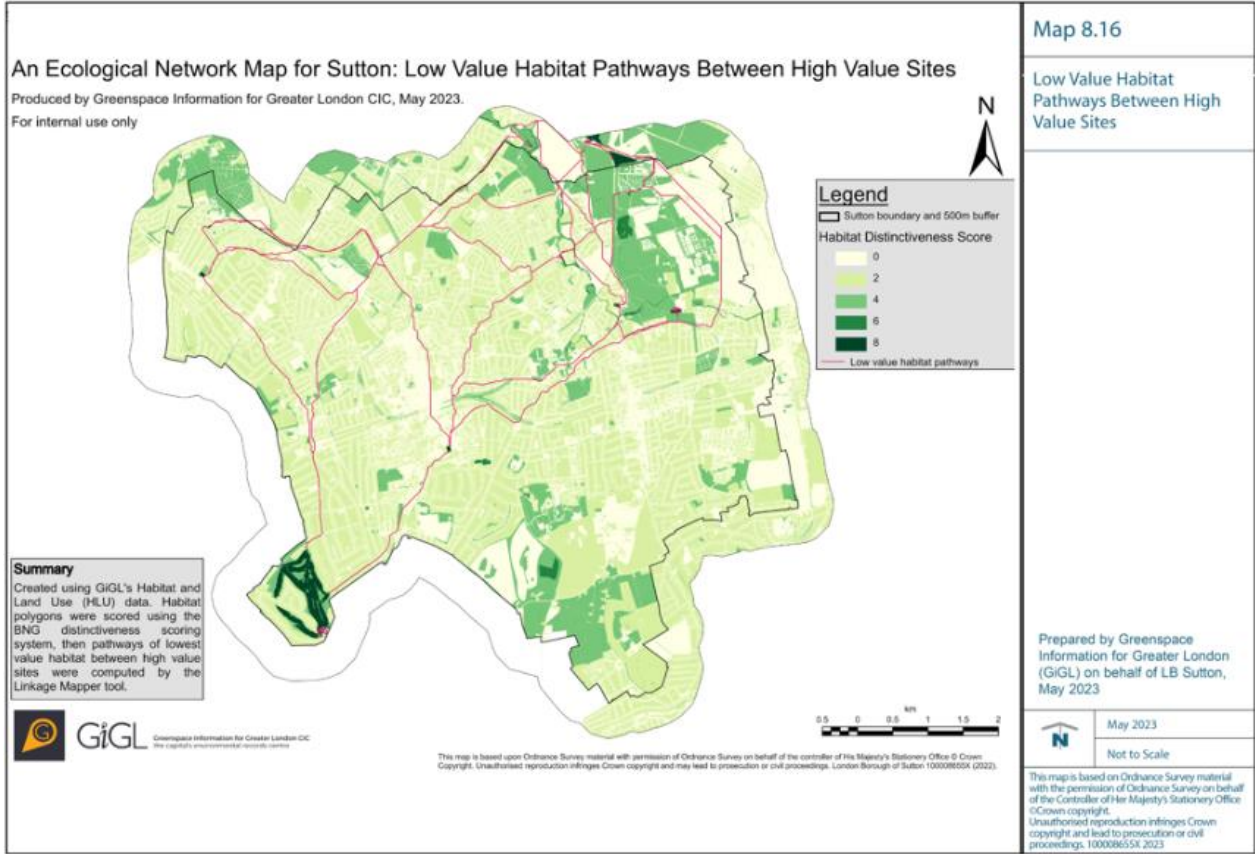 An Ecological Network Map for Sutton: Low Value Habitat Pathways Between High Value Sites
Produced by Greenspace Information for Greater London CIC, May 2023.
For internal use only
N
Legend
Sutton boundary and 500m buffer
Habitat Distinctiveness Score
0
2
4
6
8
Low value habitat pathways
Summary
Created using GiGL's Habitat and
Land Use (HLU) data. Habitat
polygons were scored using the
BNG distinctiveness scoring
system, then pathways of lowest
value habitat between high value
sites were computed by the
Linkage Mapper tool.
G
GiGL
Greenspace Information for Greater London CIC
the capital's environmental records centre
km
0.5 0 0.5 1 1.5 2
This map is based upon Ordnance Survey material with permission of Ordnance Survey on behalf of the controller of His Majesty's Stationery Office © Crown
Copyright. Unauthorised reproduction infringes Crown copyright and may lead to prosecution or civil proceedings. London Borough of Sutton 100008655X (2022).
Map 8.16
Low Value Habitat
Pathways Between High
Value Sites
Prepared by Greenspace
Information for Greater London
(GiGL) on behalf of LB Sutton,
May 2023
N
May 2023
Not to Scale
This map is based on Ordnance Survey material
with the permission of Ordnance Survey on behalf
of the Controller of Her Majesty's Stationery Office
©Crown copyright.
Unauthorised reproduction infringes Crown
copyright and lead to prosecution or civil
proceedings. 100008655X 2023